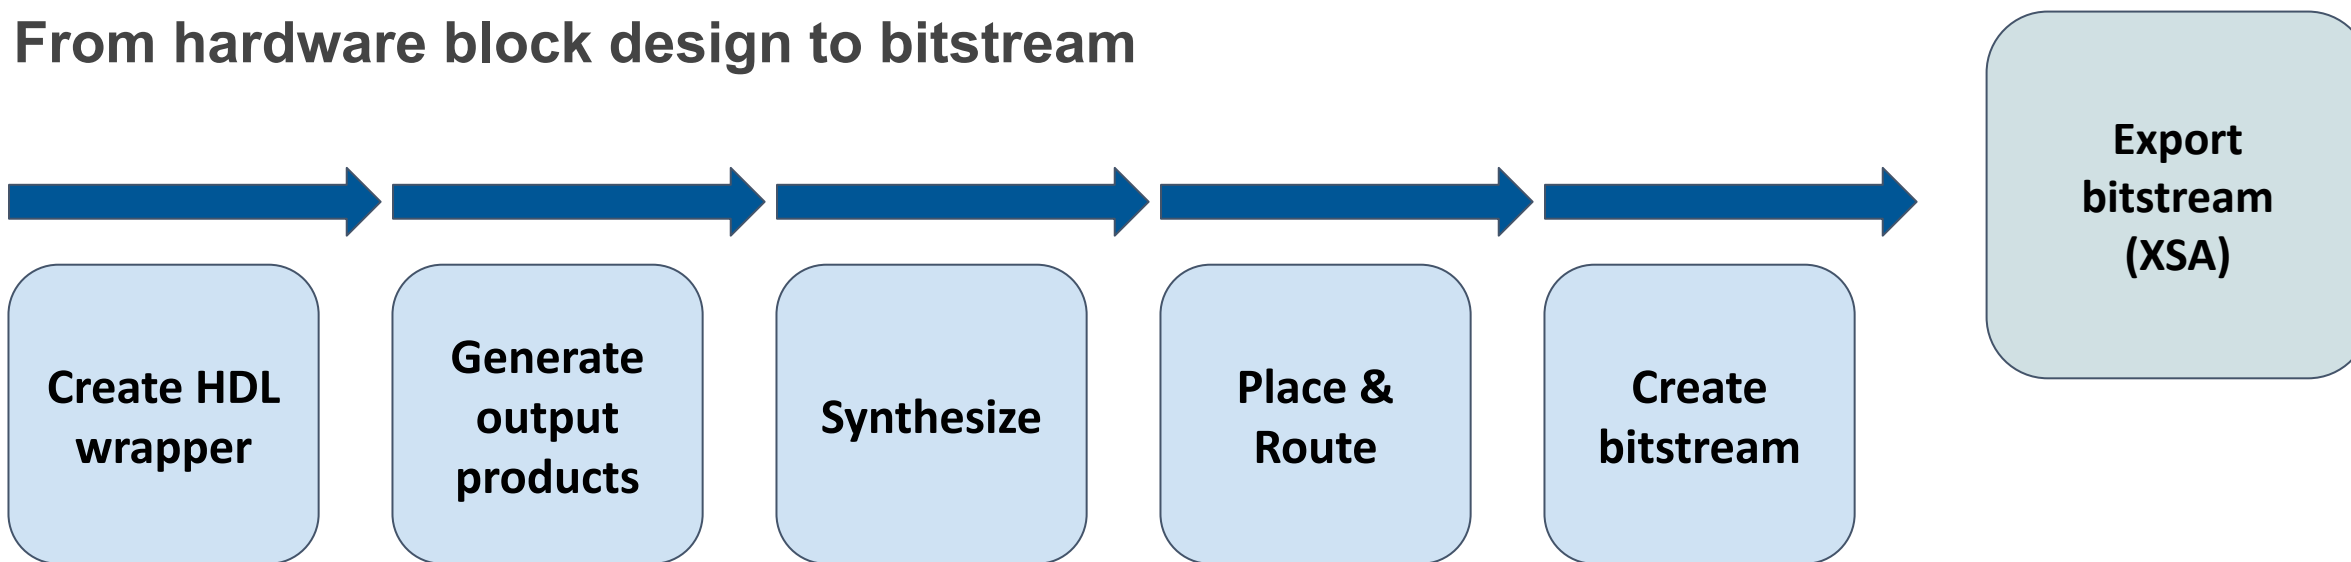 From hardware block design to bitstream
Create HDL
wrapper
Generate
output
products
Synthesize
Place &
Route
Create
bitstream
Export
bitstream
(XSA)